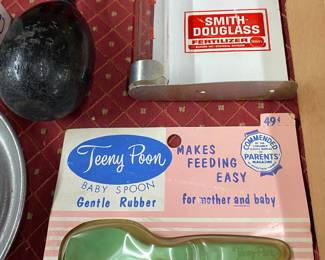 SMITH-
DOUGLASS
FERTILIZER
49¢
Teeny Poon
BABY SPOON
Gentle Rubber
MAKES
FEEDING
EASY
for mother and baby
COMMENDED
PARENTS'
MAGAZINE